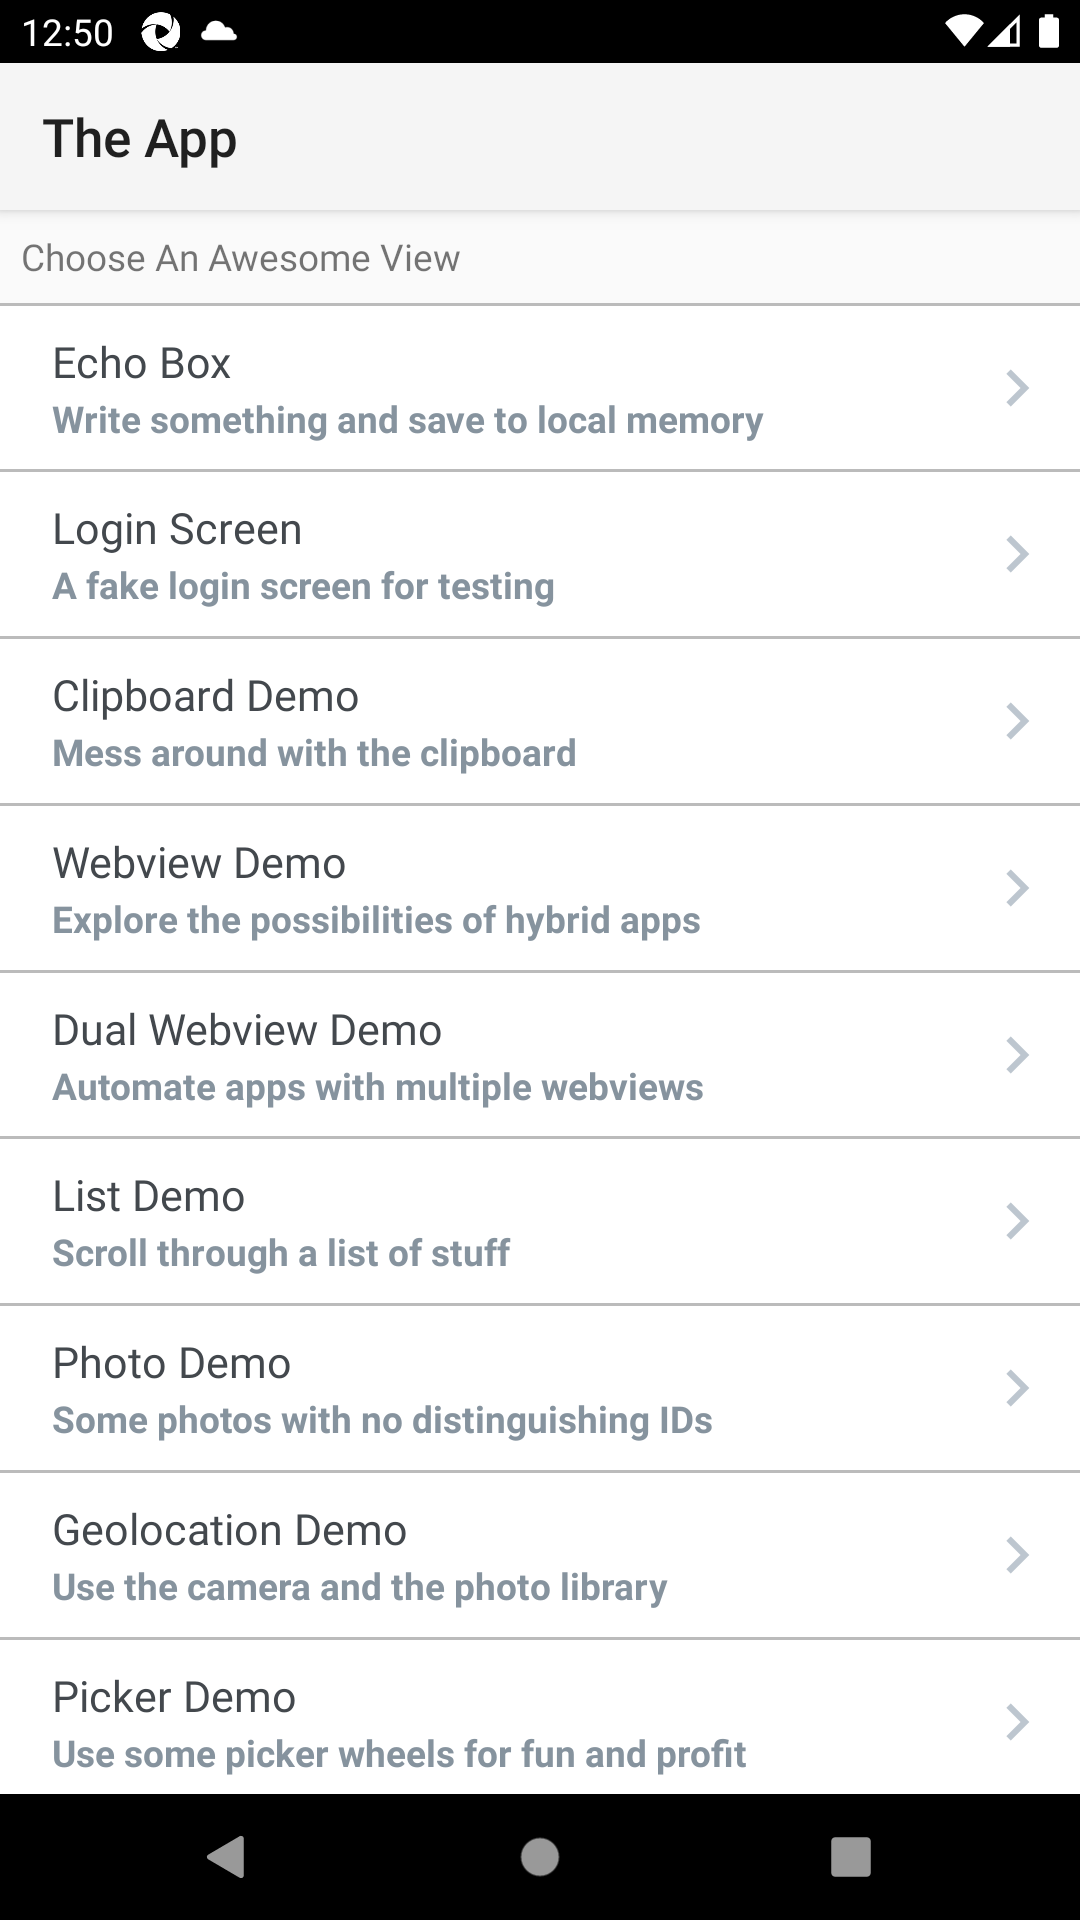 12:50
The App
Choose An Awesome View
Echo Box
Write something and save to local memory
Login Screen
A fake login screen for testing
Clipboard Demo
Mess around with the clipboard
Webview Demo
Explore the possibilities of hybrid apps
Dual Webview Demo
Automate apps with multiple webviews
List Demo
Scroll through a list of stuff
Photo Demo
Some photos with no distinguishing IDs
Geolocation Demo
Use the camera and the photo library
Picker Demo
Use some picker wheels for fun and profit